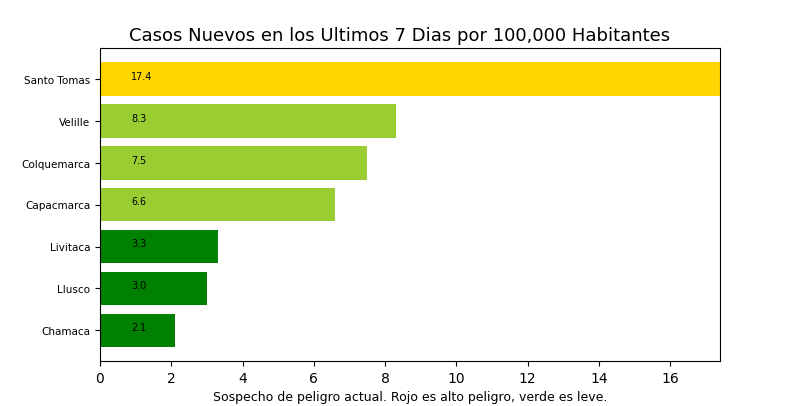 Casos Nuevos en los Ultimos 7 Dias por 100,000 Habitantes
Santo Tomas 17.4
Velille 8.3
Colquemarca 7.5
Capacmarca 6.6
Livitaca 3.3
Llusco 3.0
Chamaca 2.1
0 2 4 6 8 10 12 14 16
Sospecho de peligro actual. Rojo es alto peligro, verde es leve.